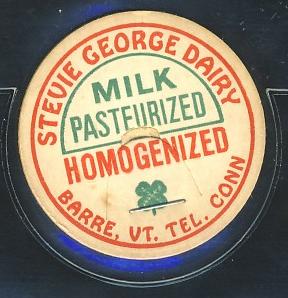 STEVIE GEORGE DAIRY
MILK
PASTEURIZED
HOMOGENIZED
BARRE, VT. TEL. CONN